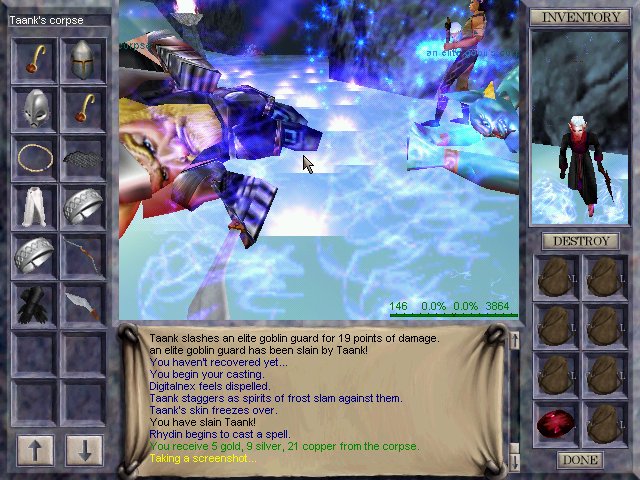 Taank's corpse
INVENTORY
DESTROY
146 0.0% 0.0% 3864
L L
L L
L L
L
Taank slashes an elite goblin guard for 19 points of damage.
an elite goblin guard has been slain by Taank!
You haven't recovered yet...
You begin your casting.
Digitalnex feels dispelled.
Taank staggers as spirits of frost slam against them.
Taank's skin freezes over.
You have slain Taank!
Rhydin begins to cast a spell.
You receive 5 gold, 9 silver, 21 copper from the corpse.
Taking a screenshot...
DONE